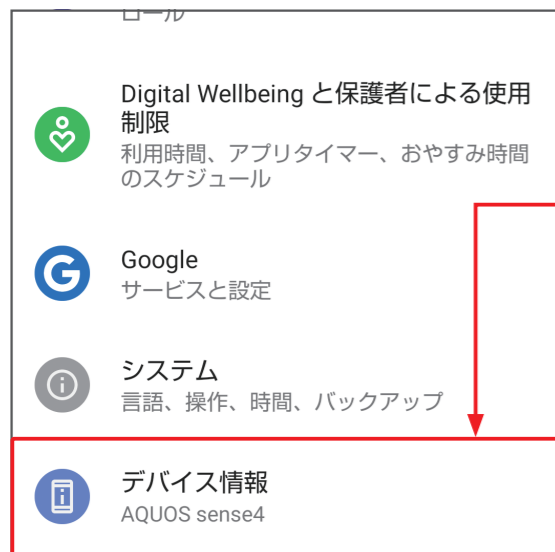 ロール
Digital Wellbeing と保護者による使用
制限
利用時間、アプリタイマー、おやすみ時間
のスケジュール
Google
サービスと設定
システム
言語、操作、時間、バックアップ
デバイス情報
AQUOS sense4